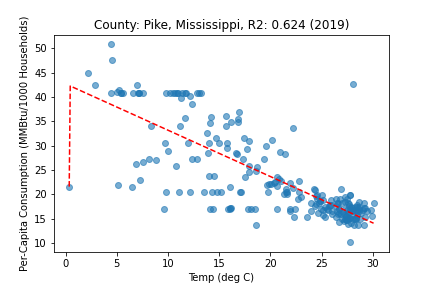 County: Pike, Mississippi, R2: 0.624 (2019)
Per-Capita Consumption (MMBtu/1000 Households)
50
45
40
35
30
25
20
15
10
0 5 10 15 20 25 30
Temp (deg C)